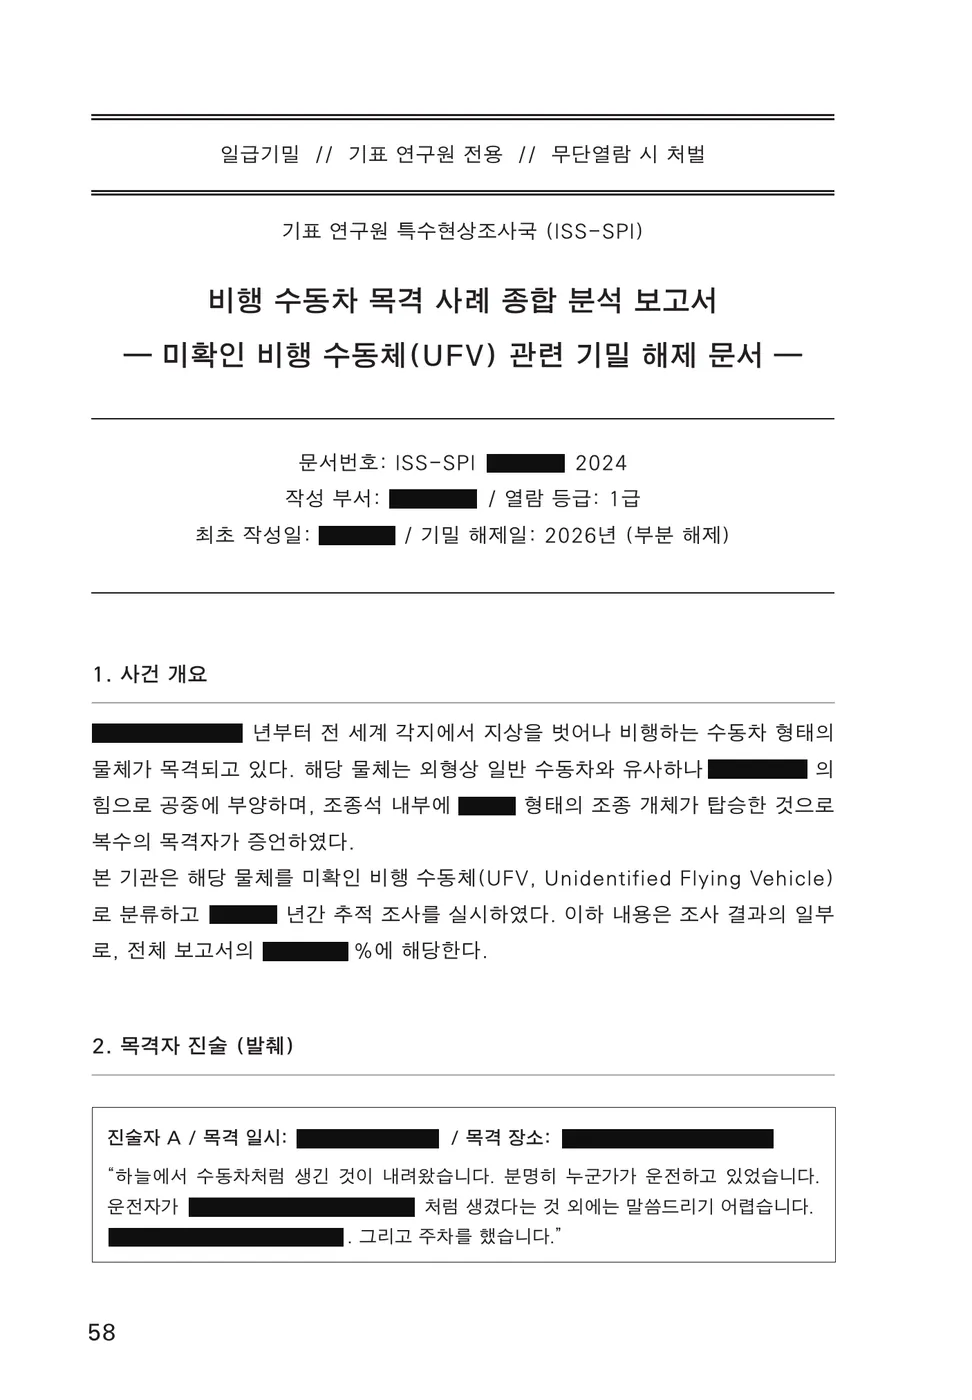 일급기밀 // 기표 연구원 전용 // 무단열람 시 처벌
기표 연구원 특수현상조사국 (ISS-SPI)
비행 수동차 목격 사례 종합 분석 보고서
— 미확인 비행 수동체(UFV) 관련 기밀 해제 문서 —
문서번호: ISS-SPI 2024
작성 부서: / 열람 등급: 1급
최초 작성일: / 기밀 해제일: 2026년 (부분 해제)
1. 사건 개요
년부터 전 세계 각지에서 지상을 벗어나 비행하는 수동차 형태의
물체가 목격되고 있다. 해당 물체는 외형상 일반 수동차와 유사하나 의
힘으로 공중에 부양하며, 조종석 내부에 형태의 조종 개체가 탑승한 것으로
복수의 목격자가 증언하였다.
본 기관은 해당 물체를 미확인 비행 수동체(UFV, Unidentified Flying Vehicle)
로 분류하고 년간 추적 조사를 실시하였다. 이하 내용은 조사 결과의 일부
로, 전체 보고서의 %에 해당한다.
2. 목격자 진술 (발췌)
진술자 A / 목격 일시: / 목격 장소:
“하늘에서 수동차처럼 생긴 것이 내려왔습니다. 분명히 누군가가 운전하고 있었습니다.
운전자가 처럼 생겼다는 것 외에는 말씀드리기 어렵습니다.
. 그리고 주차를 했습니다.”
58